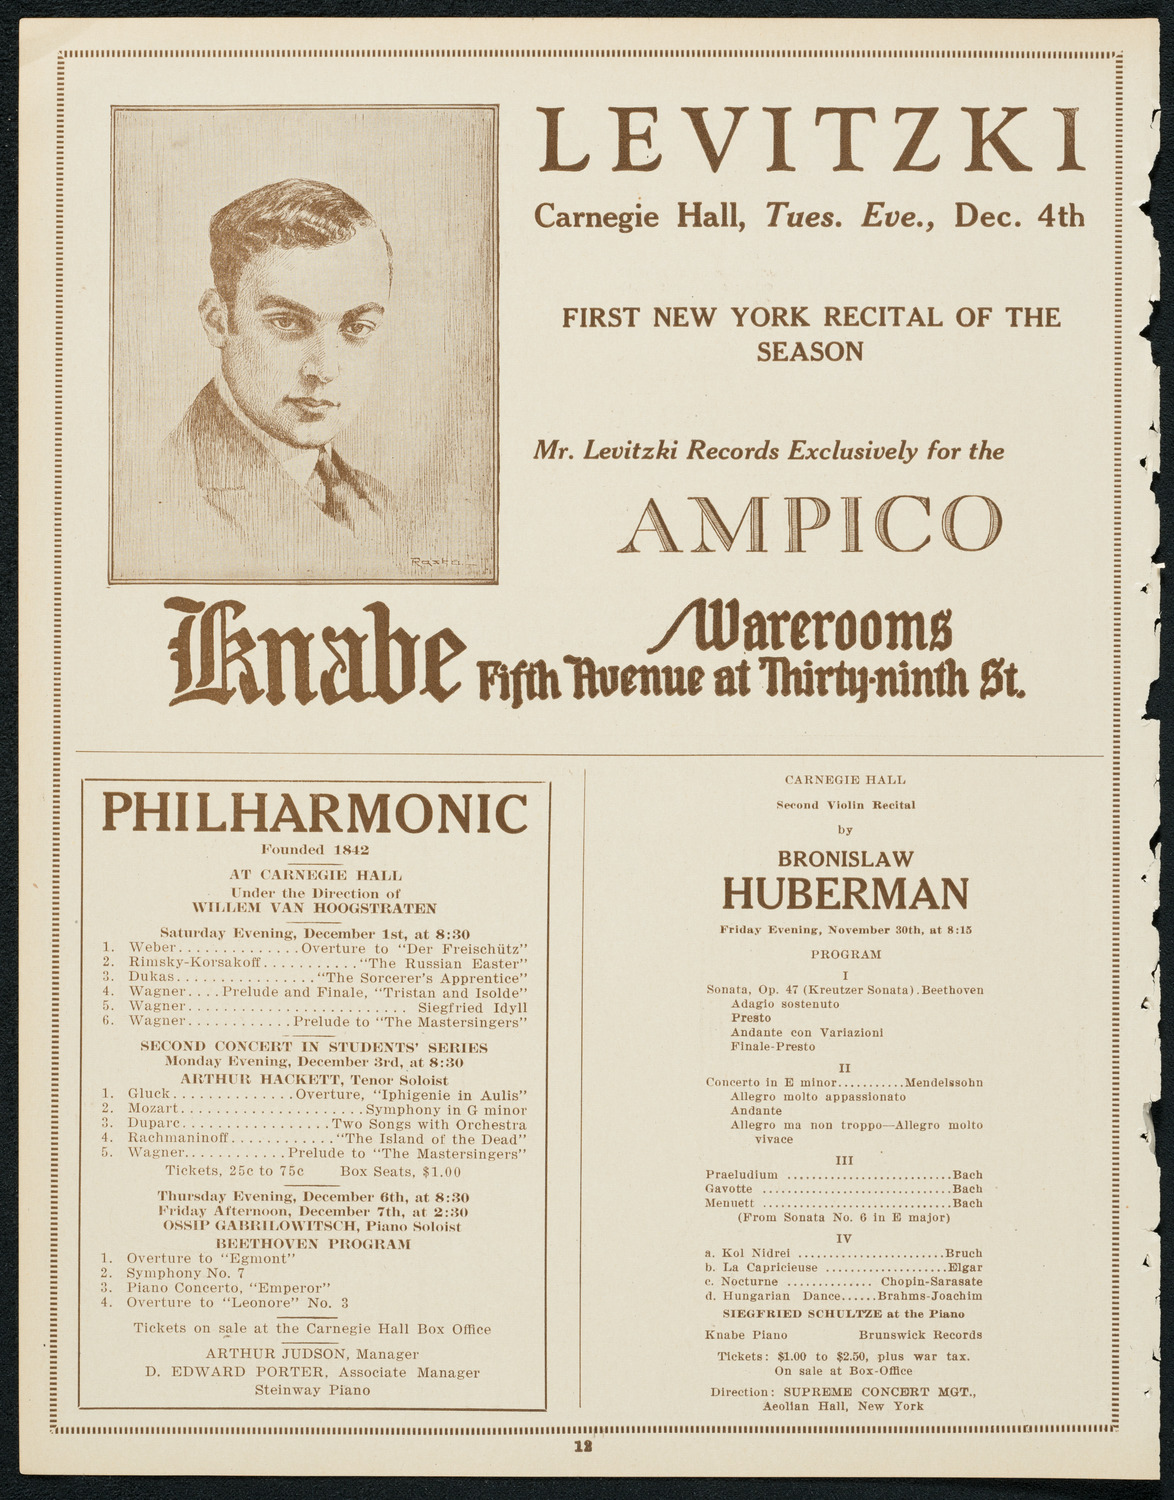 LEVITZKI
Carnegie Hall, Tues. Eve., Dec. 4th
FIRST NEW YORK RECITAL OF THE
SEASON
Mr. Levitzki Records Exclusively for the
AMPICO
Knabe Warerooms
Fifth Avenue at Thirty-ninth St.
PHILHARMONIC
Founded 1842
AT CARNEGIE HALL
Under the Direction of
WILLEM VAN HOOGSTRATEN
Saturday Evening, December 1st, at 8:30
1. Weber..............Overture to "Der Freischütz"
2. Rimsky-Korsakoff..........."The Russian Easter"
3. Dukas................"The Sorcerer's Apprentice"
4. Wagner....Prelude and Finale, "Tristan and Isolde"
5. Wagner......................... Siegfried Idyll
6. Wagner............Prelude to "The Mastersingers"
SECOND CONCERT IN STUDENTS' SERIES
Monday Evening, December 3rd, at 8:30
ARTHUR HACKETT, Tenor Soloist
1. Gluck..............Overture, "Iphigenie in Aulis"
2. Mozart.....................Symphony in G minor
3. Duparc.................Two Songs with Orchestra
4. Rachmaninoff............"The Island of the Dead"
5. Wagner............Prelude to "The Mastersingers"
Tickets, 25c to 75c Box Seats, $1.00
Thursday Evening, December 6th, at 8:30
Friday Afternoon, December 7th, at 2:30
OSSIP GABRILOWITSCH, Piano Soloist
BEETHOVEN PROGRAM
1. Overture to "Egmont"
2. Symphony No. 7
3. Piano Concerto, "Emperor"
4. Overture to "Leonore" No. 3
Tickets on sale at the Carnegie Hall Box Office
ARTHUR JUDSON, Manager
D. EDWARD PORTER, Associate Manager
Steinway Piano
CARNEGIE HALL
Second Violin Recital
by
BRONISLAW
HUBERMAN
Friday Evening, November 30th, at 8:15
PROGRAM
I
Sonata, Op. 47 (Kreutzer Sonata).Beethoven
Adagio sostenuto
Presto
Andante con Variazioni
Finale-Presto
II
Concerto in E minor...........Mendelssohn
Allegro molto appassionato
Andante
Allegro ma non troppo—Allegro molto
vivace
III
Praeludium ............................Bach
Gavotte ................................Bach
Menuett ................................Bach
(From Sonata No. 6 in E major)
IV
a. Kol Nidrei ........................Bruch
b. La Capricieuse ....................Elgar
c. Nocturne .............. Chopin-Sarasate
d. Hungarian Dance......Brahms-Joachim
SIEGFRIED SCHULTZE at the Piano
Knabe Piano Brunswick Records
Tickets: $1.00 to $2.50, plus war tax.
On sale at Box-Office
Direction: SUPREME CONCERT MGT.,
Aeolian Hall, New York
12